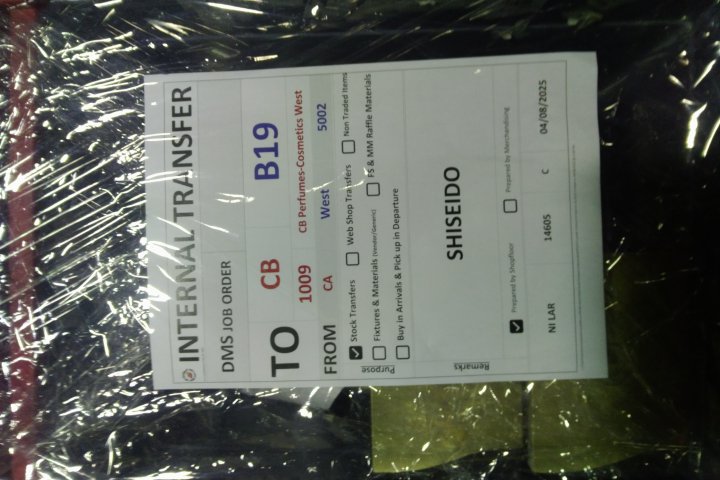 INTERNAL TRANSFER
DMS JOB ORDER
TO CB B19
1009 CB Perfumes-Cosmetics West
FROM CA West 5002
Purpose
Stock Transfers Web Shop Transfers Non Traded Items
Fixtures & Materials (Vendor/Generic) FS & MM Raffle Materials
Buy in Arrivals & Pick up in Departure
Remarks
SHISEIDO
Prepared by Shopfloor Prepared by Merchandising
NI LAR 14605 C 04/08/2025